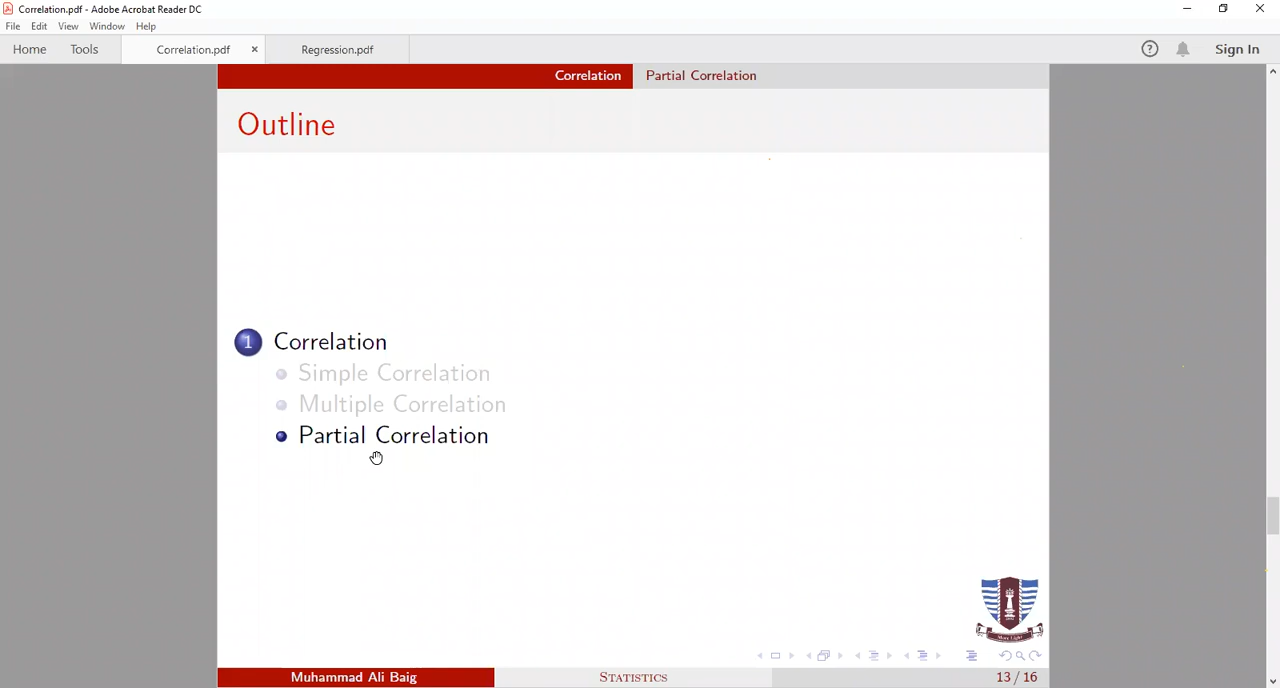 Correlation.pdf - Adobe Acrobat Reader DC
File Edit View Window Help
Home Tools Correlation.pdf × Regression.pdf ? Sign In
Correlation Partial Correlation
Outline
1 Correlation
Simple Correlation
Multiple Correlation
Partial Correlation
Muhammad Ali Baig STATISTICS 13 / 16